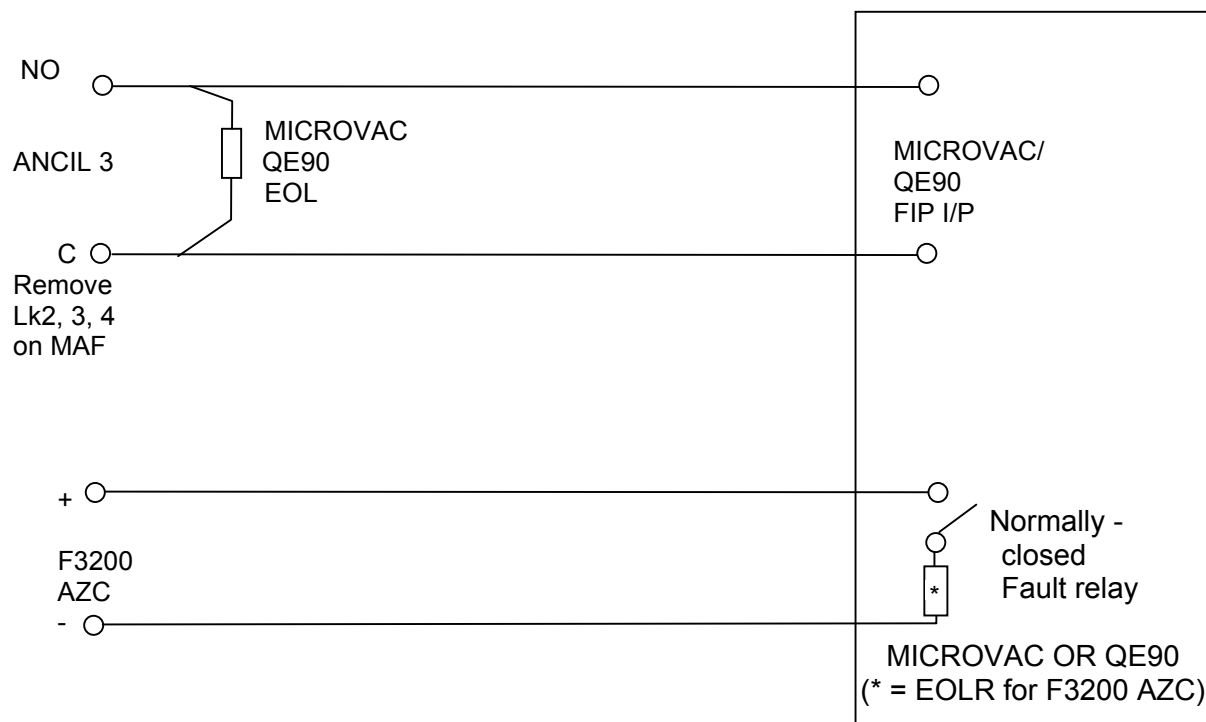 NO
ANCIL 3
C
Remove
Lk2, 3, 4
on MAF
MICROVAC
QE90
EOL
MICROVAC/
QE90
FIP I/P
+
F3200
AZC
-
Normally -
closed
Fault relay
*
MICROVAC OR QE90
(* = EOLR for F3200 AZC)